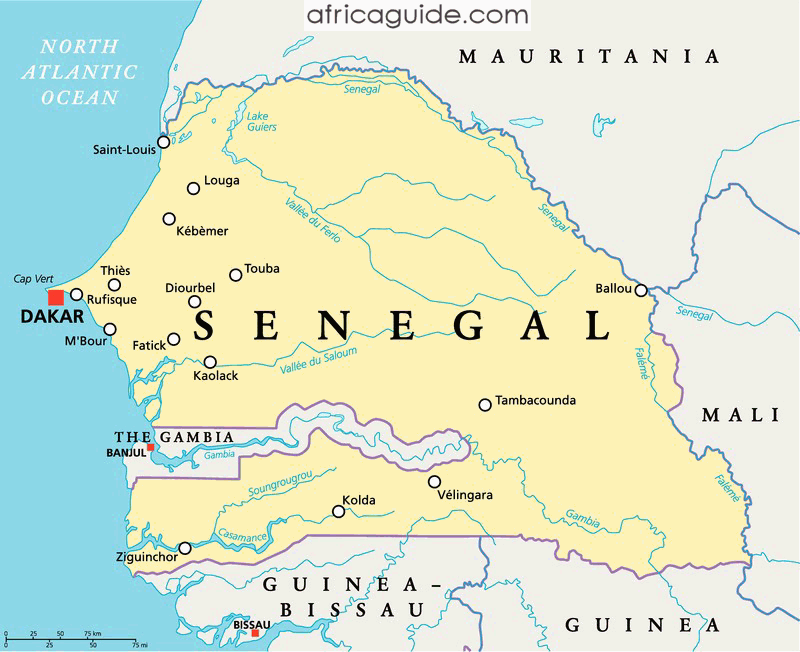 africaguide.com
NORTH
ATLANTIC
OCEAN
MAURITANIA
Senegal
Lake
Guiers
Saint-Louis
Louga
Vallée du Ferlo
Senegal
Kébèmer
Touba
Cap Vert
Thiès
Diourbel
Ballou
Rufisque
DAKAR
Senegal
SENEGAL
M'Bour
Fatick
Vallée du Saloum
Falémé
Kaolack
Tambacounda
MALI
THE GAMBIA
BANJUL
Gambia
Soungrougrou
Kolda
Vélingara
Falémé
Gambia
Casamance
Ziguinchor
GUINEA-
BISSAU
BISSAU
GUINEA
0 25 50 75 km
0 25 50 75 mi